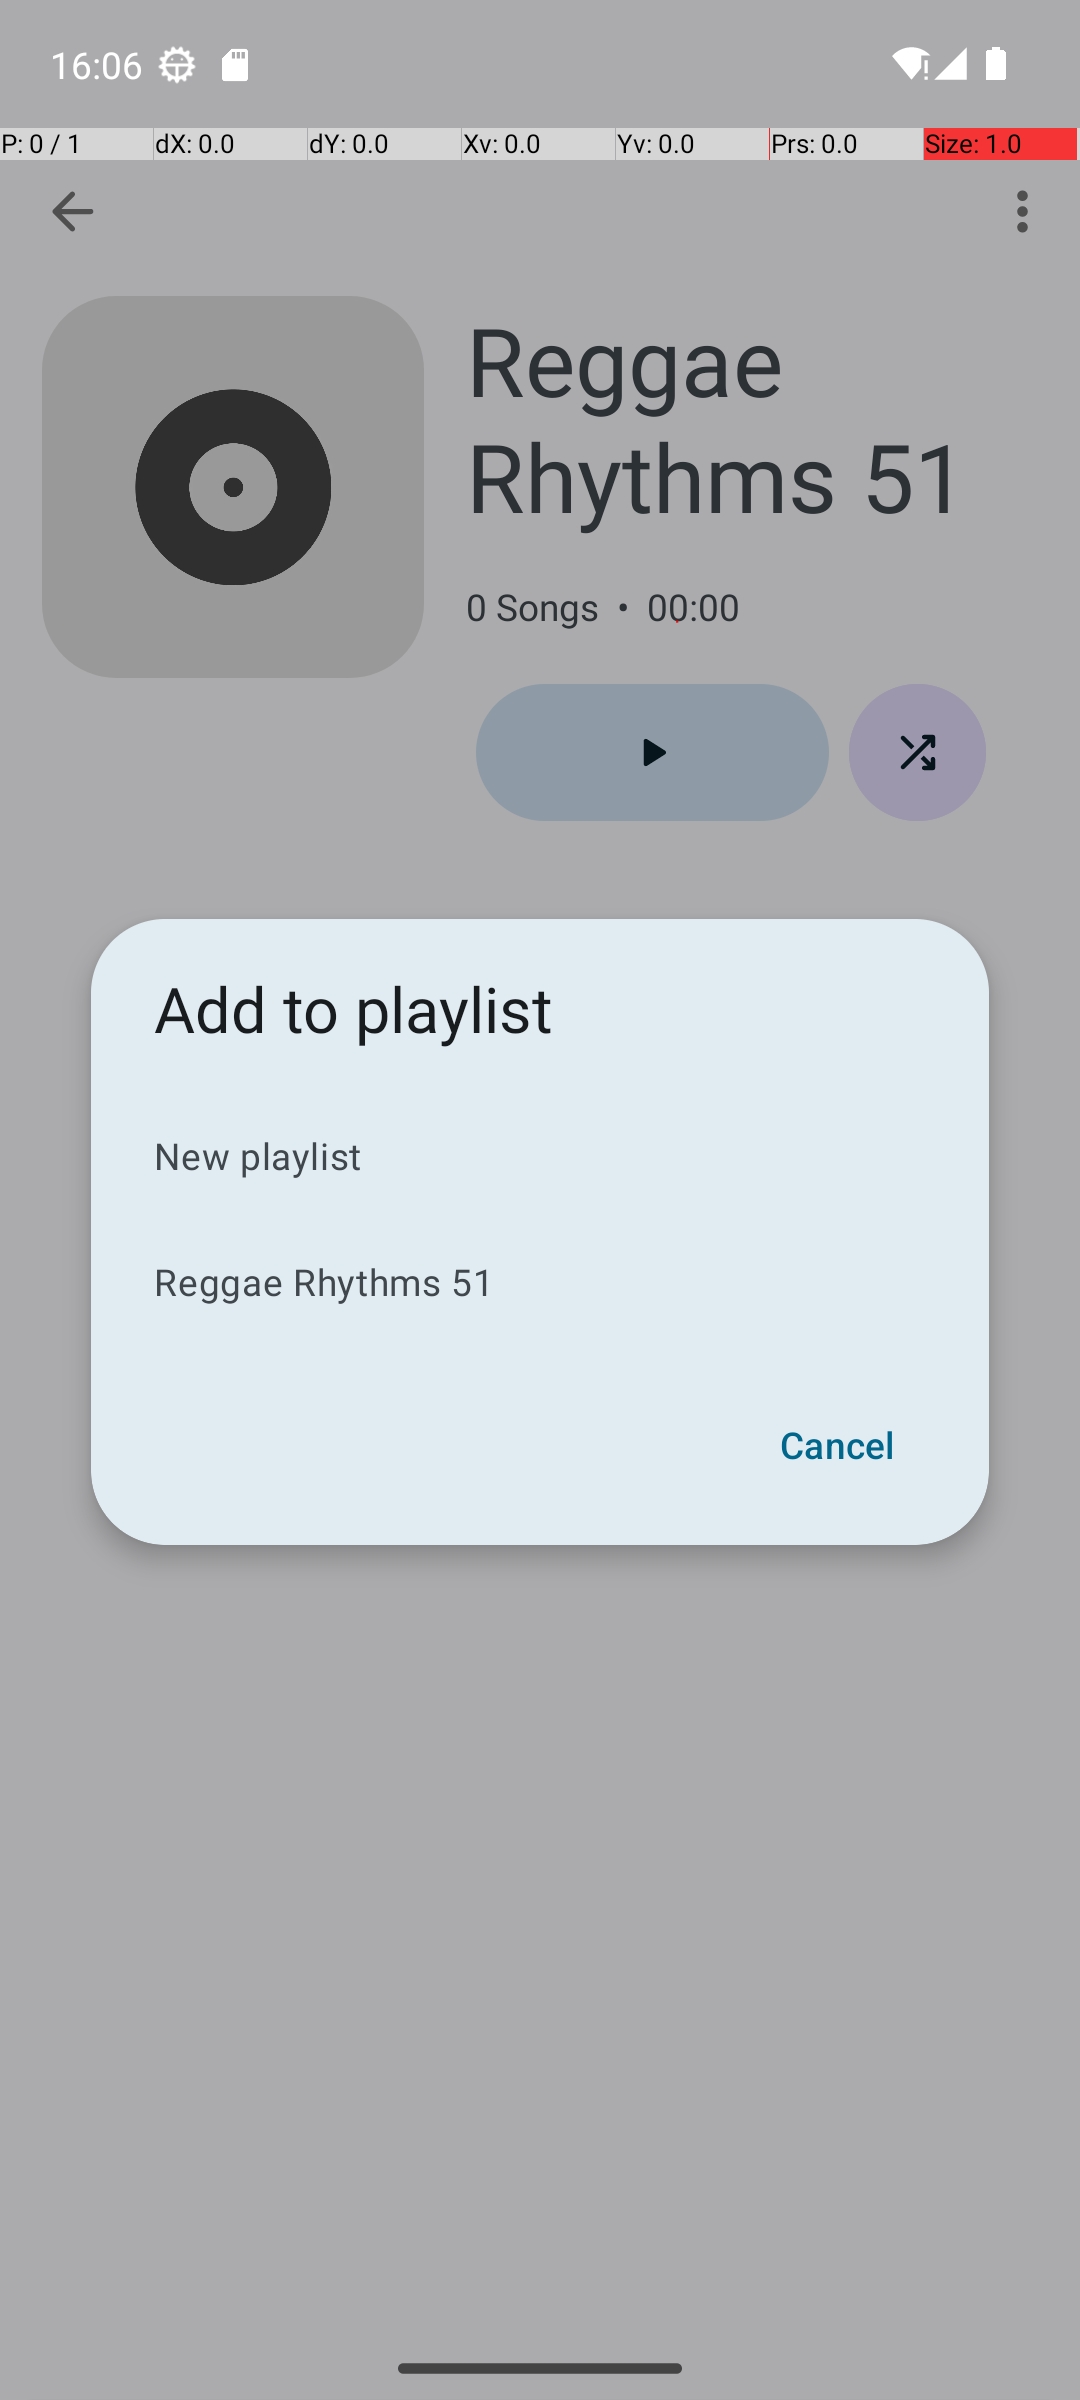 16:06
P: 0 / 1
dX: 0.0
dY: 0.0
Xv: 0.0
Yv: 0.0
Prs: 0.0
Size: 1.0
Reggae
Rhythms 51
0 Songs • 00:00
Add to playlist
New playlist
Reggae Rhythms 51
Cancel